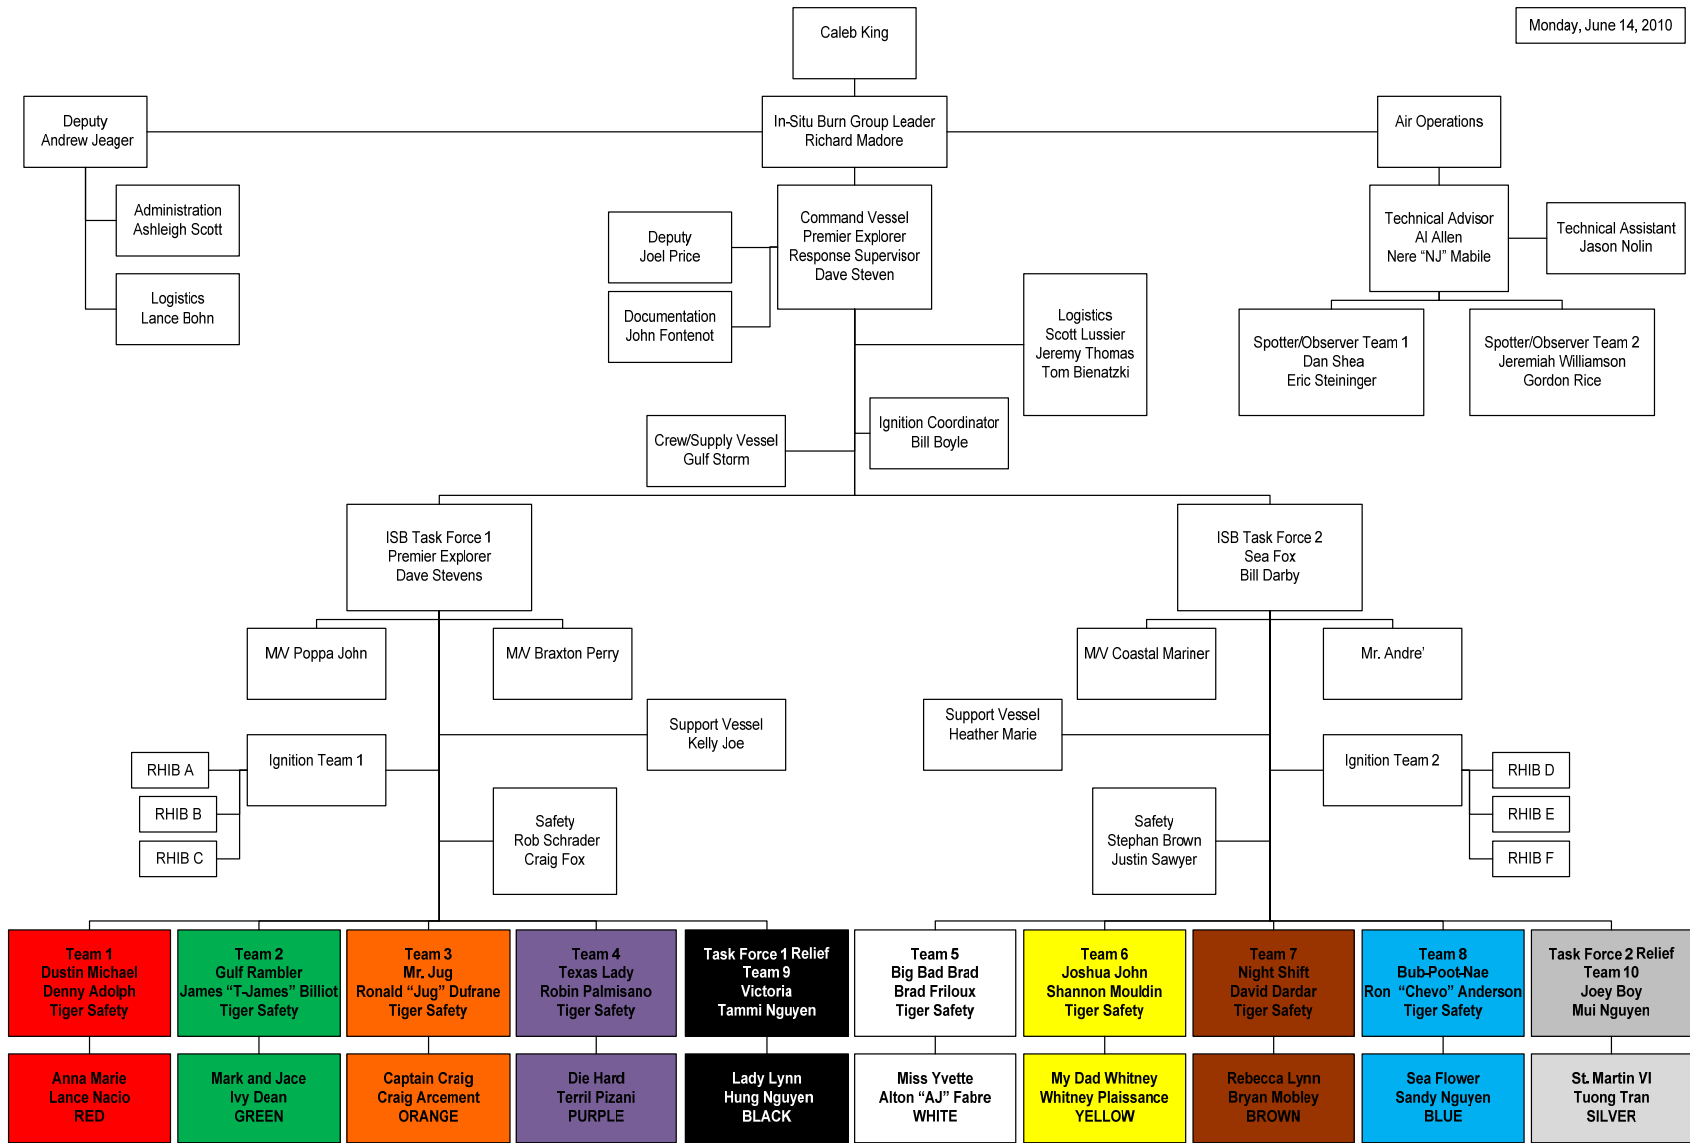 Caleb King
Monday, June 14, 2010
Deputy
Andrew Jeager
In-Situ Burn Group Leader
Richard Madore
Air Operations
Administration
Ashleigh Scott
Logistics
Lance Bohn
Deputy
Joel Price
Documentation
John Fontenot
Command Vessel
Premier Explorer
Response Supervisor
Dave Steven
Technical Advisor
Al Allen
Nere “NJ” Mabile
Technical Assistant
Jason Nolin
Logistics
Scott Lussier
Jeremy Thomas
Tom Bienatzki
Spotter/Observer Team 1
Dan Shea
Eric Steininger
Spotter/Observer Team 2
Jeremiah Williamson
Gordon Rice
Crew/Supply Vessel
Gulf Storm
Ignition Coordinator
Bill Boyle
ISB Task Force 1
Premier Explorer
Dave Stevens
ISB Task Force 2
Sea Fox
Bill Darby
M/V Poppa John
M/V Braxton Perry
M/V Coastal Mariner
Mr. Andre’
Support Vessel
Kelly Joe
Support Vessel
Heather Marie
Ignition Team 1
RHIB A
RHIB B
RHIB C
Ignition Team 2
RHIB D
RHIB E
RHIB F
Safety
Rob Schrader
Craig Fox
Safety
Stephan Brown
Justin Sawyer
Team 1
Dustin Michael
Denny Adolph
Tiger Safety
Team 2
Gulf Rambler
James “T-James” Billiot
Tiger Safety
Team 3
Mr. Jug
Ronald “Jug” Dufrane
Tiger Safety
Team 4
Texas Lady
Robin Palmisano
Tiger Safety
Task Force 1 Relief
Team 9
Victoria
Tammi Nguyen
Team 5
Big Bad Brad
Brad Friloux
Tiger Safety
Team 6
Joshua John
Shannon Mouldin
Tiger Safety
Team 7
Night Shift
David Dardar
Tiger Safety
Team 8
Bub-Poot-Nae
Ron “Chevo” Anderson
Tiger Safety
Task Force 2 Relief
Team 10
Joey Boy
Mui Nguyen
Anna Marie
Lance Nacio
RED
Mark and Jace
Ivy Dean
GREEN
Captain Craig
Craig Arcement
ORANGE
Die Hard
Terril Pizani
PURPLE
Lady Lynn
Hung Nguyen
BLACK
Miss Yvette
Alton “AJ” Fabre
WHITE
My Dad Whitney
Whitney Plaissance
YELLOW
Rebecca Lynn
Bryan Mobley
BROWN
Sea Flower
Sandy Nguyen
BLUE
St. Martin VI
Tuong Tran
SILVER